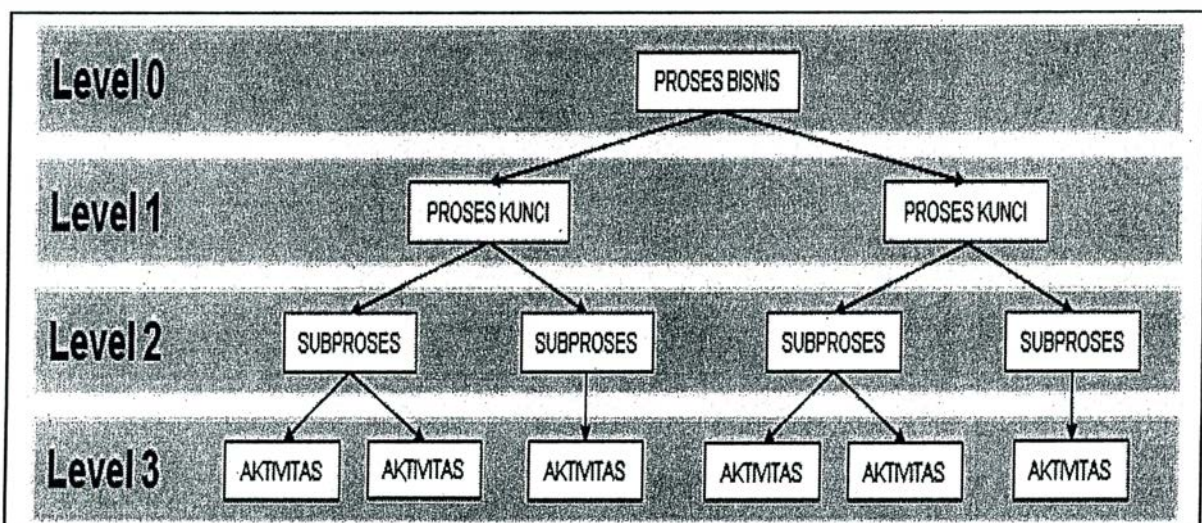 Level 0
PROSES BISNIS
Level 1
PROSES KUNCI
PROSES KUNCI
Level 2
SUBPROSES
SUBPROSES
SUBPROSES
SUBPROSES
Level 3
AKTIVITAS
AKTIVITAS
AKTIVITAS
AKTIVITAS
AKTIVITAS
AKTIVITAS